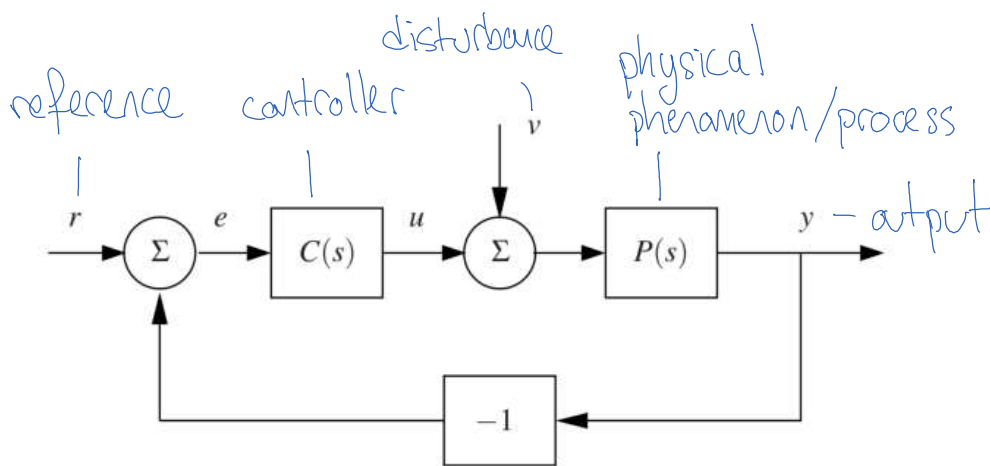 disturbance
physical
reference controller phenomenon/process
v
r e u y - output
Σ C(s) Σ P(s)
−1